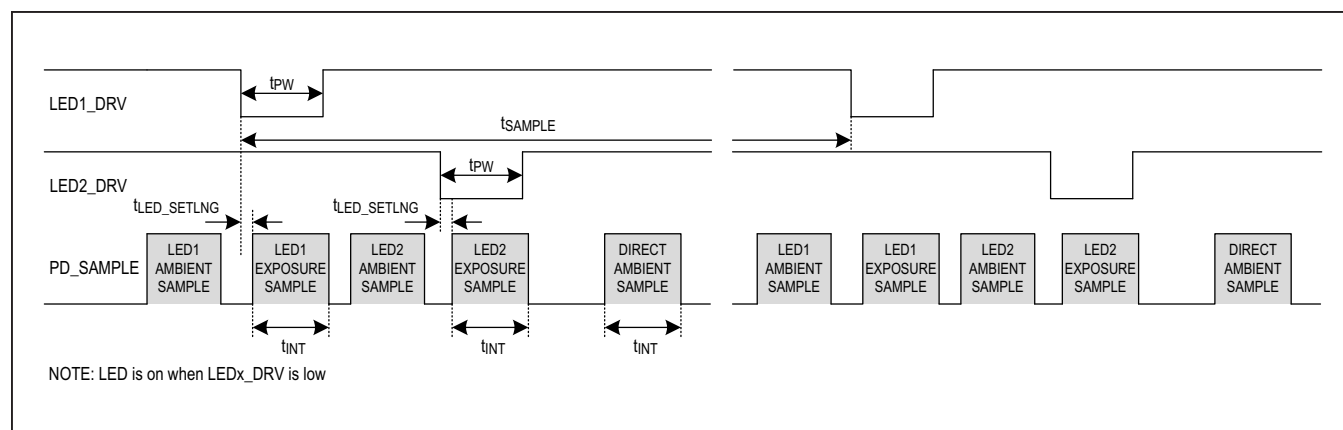 LED1_DRV
tPW
tSAMPLE
LED2_DRV
tPW
tLED_SETLNG
tLED_SETLNG
PD_SAMPLE
LED1
AMBIENT
SAMPLE
LED1
EXPOSURE
SAMPLE
LED2
AMBIENT
SAMPLE
LED2
EXPOSURE
SAMPLE
DIRECT
AMBIENT
SAMPLE
LED1
AMBIENT
SAMPLE
LED1
EXPOSURE
SAMPLE
LED2
AMBIENT
SAMPLE
LED2
EXPOSURE
SAMPLE
DIRECT
AMBIENT
SAMPLE
tINT
tINT
tINT
NOTE: LED is on when LEDx_DRV is low